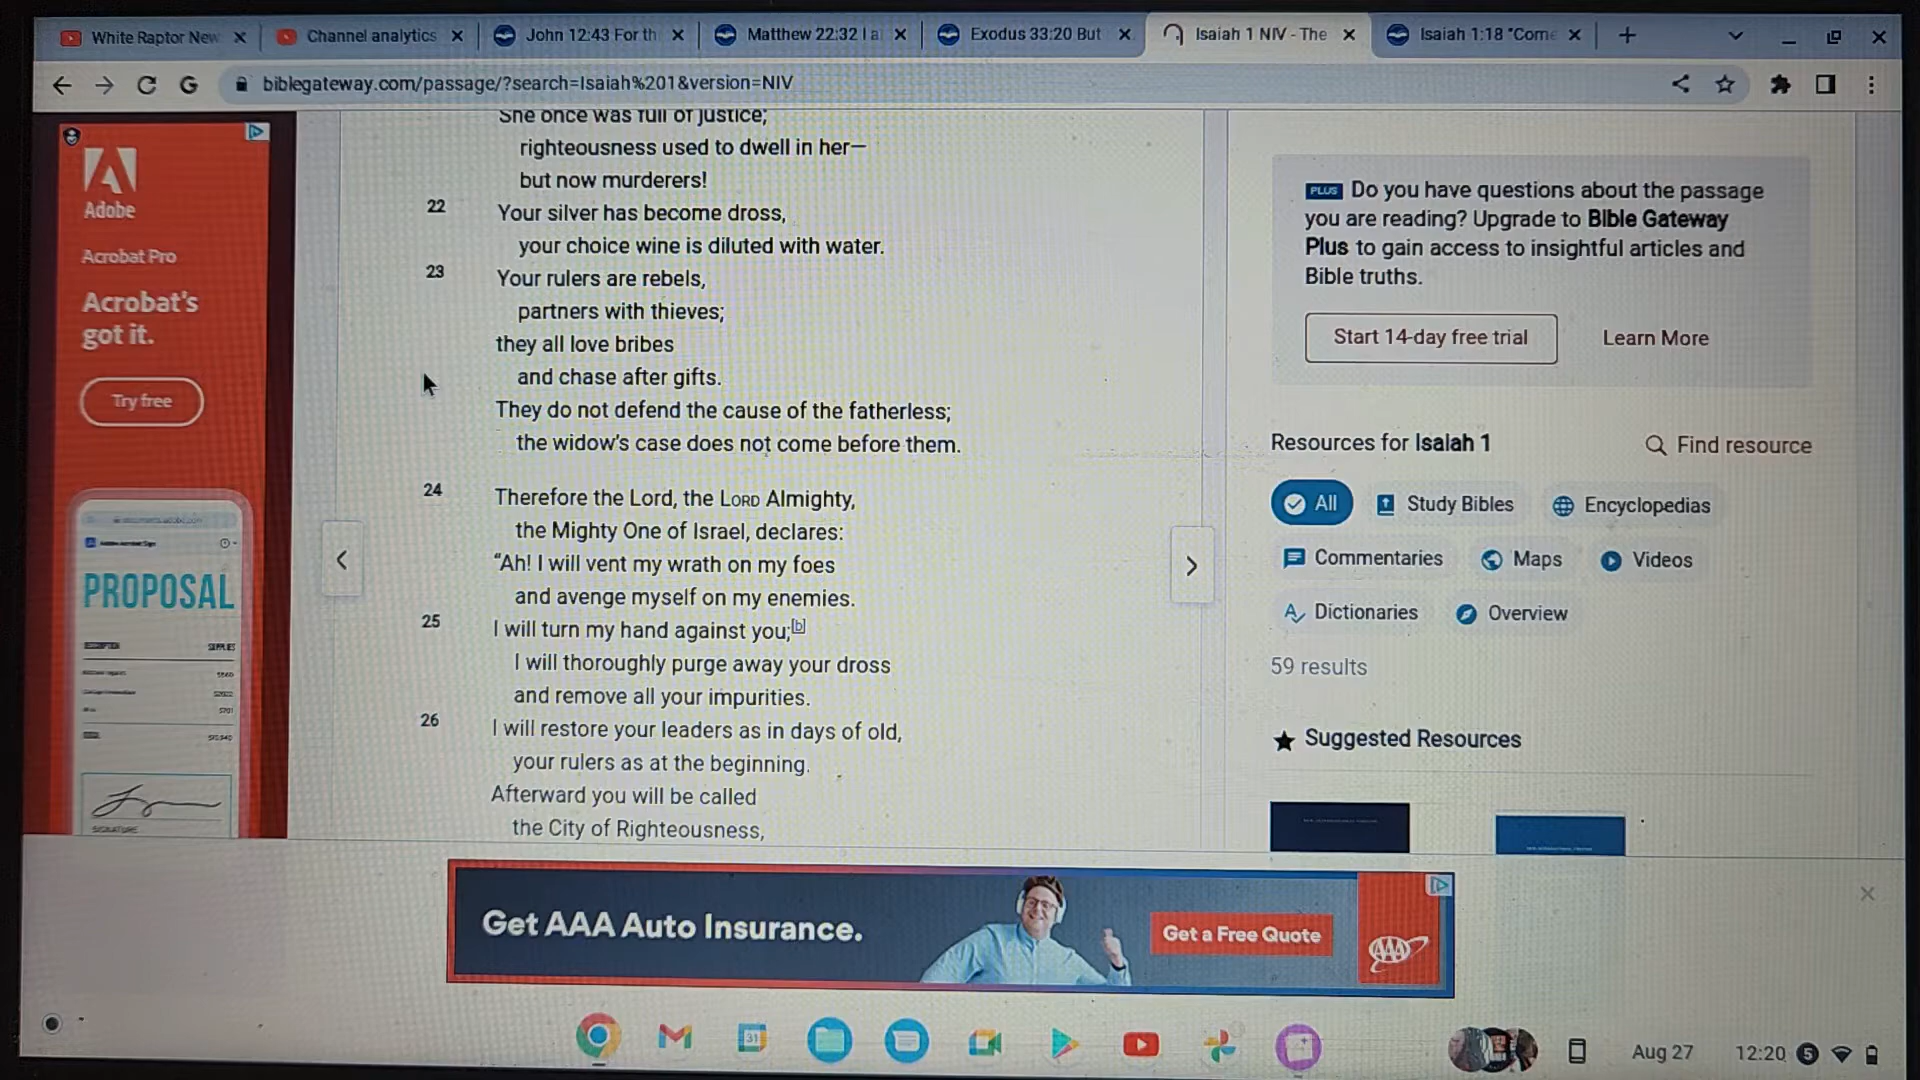 White Raptor New
Channel analytics
John 12:43 For th
Matthew 22:32 I a
Exodus 33:20 But
Isaiah 1 NIV - The
Isaiah 1:18 "Come
biblegateway.com/passage/?search=Isaiah%201&version=NIV
She once was full of justice;
righteousness used to dwell in her—
but now murderers!
22 Your silver has become dross,
your choice wine is diluted with water.
23 Your rulers are rebels,
partners with thieves;
they all love bribes
and chase after gifts.
They do not defend the cause of the fatherless;
the widow's case does not come before them.
24 Therefore the Lord, the LORD Almighty,
the Mighty One of Israel, declares:
"Ah! I will vent my wrath on my foes
and avenge myself on my enemies.
25 I will turn my hand against you;[b]
I will thoroughly purge away your dross
and remove all your impurities.
26 I will restore your leaders as in days of old,
your rulers as at the beginning.
Afterward you will be called
the City of Righteousness,
Adobe
Acrobat Pro
Acrobat's
got it.
Try free
PROPOSAL
SIGNATURE
PLUS Do you have questions about the passage
you are reading? Upgrade to Bible Gateway
Plus to gain access to insightful articles and
Bible truths.
Start 14-day free trial
Learn More
Resources for Isaiah 1
Find resource
All
Study Bibles
Encyclopedias
Commentaries
Maps
Videos
Dictionaries
Overview
59 results
Suggested Resources
Get AAA Auto Insurance.
Get a Free Quote
AAA
31
Aug 27
12:20
5